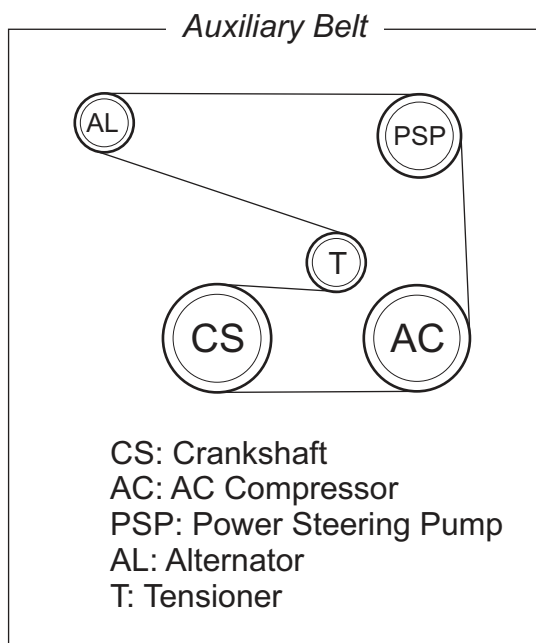 Auxiliary Belt
AL
PSP
T
CS
AC
CS: Crankshaft
AC: AC Compressor
PSP: Power Steering Pump
AL: Alternator
T: Tensioner